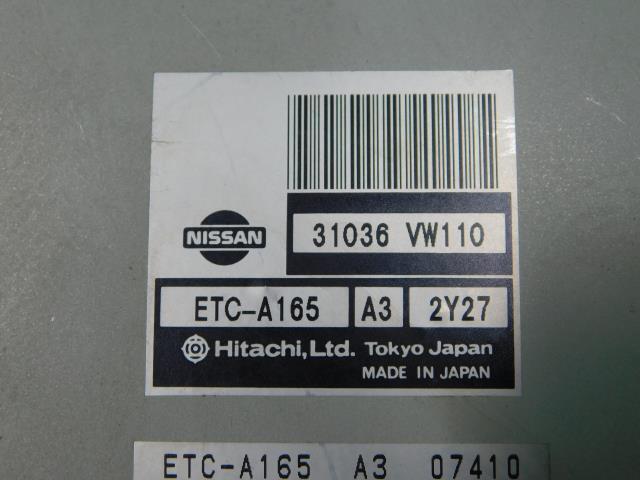 NISSAN
31036 VW110
ETC-A165 A3 2Y27
Hitachi, Ltd. Tokyo Japan
MADE IN JAPAN
ETC-A165 A3 07410